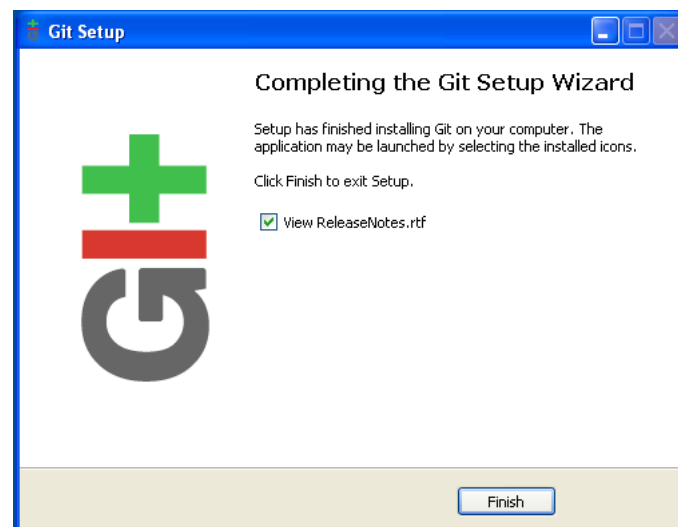 Git Setup
Completing the Git Setup Wizard
Setup has finished installing Git on your computer. The
application may be launched by selecting the installed icons.
Click Finish to exit Setup.
View ReleaseNotes.rtf
GIt
Finish